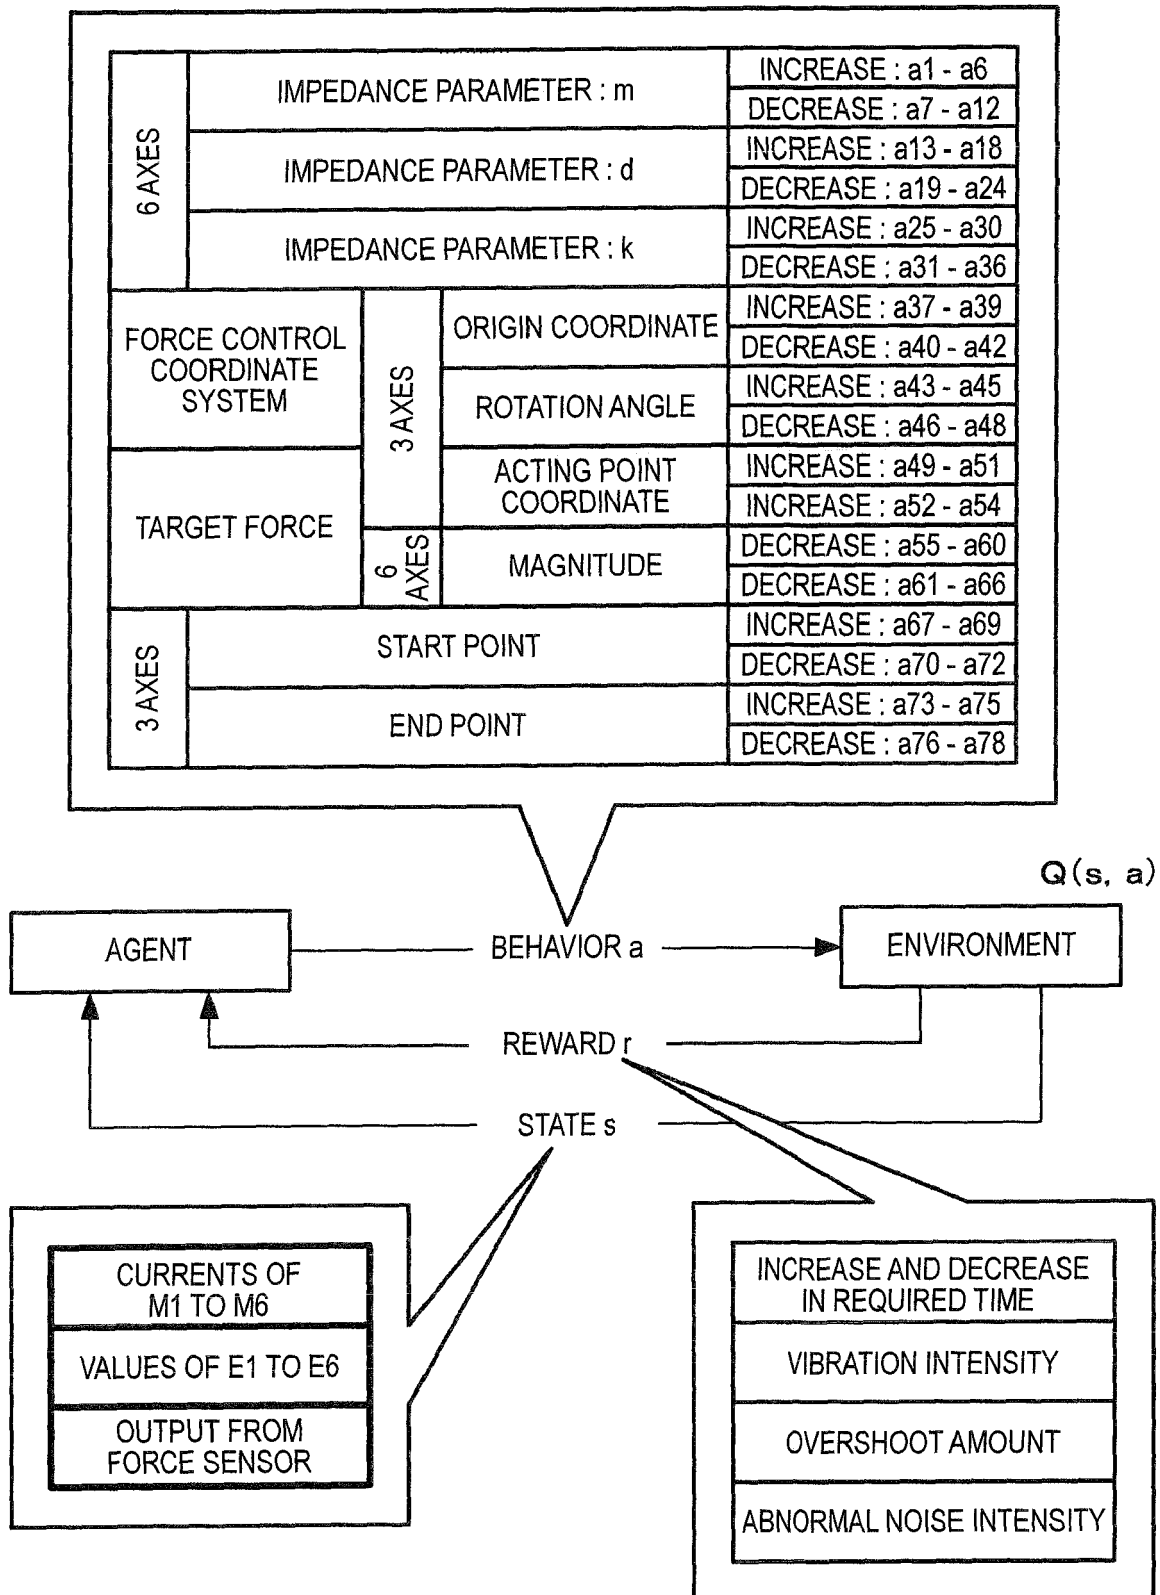 6 AXES
IMPEDANCE PARAMETER : m
INCREASE : a1 - a6
DECREASE : a7 - a12
IMPEDANCE PARAMETER : d
INCREASE : a13 - a18
DECREASE : a19 - a24
IMPEDANCE PARAMETER : k
INCREASE : a25 - a30
DECREASE : a31 - a36
FORCE CONTROL
COORDINATE
SYSTEM
3 AXES
ORIGIN COORDINATE
INCREASE : a37 - a39
DECREASE : a40 - a42
ROTATION ANGLE
INCREASE : a43 - a45
DECREASE : a46 - a48
TARGET FORCE
ACTING POINT
COORDINATE
INCREASE : a49 - a51
INCREASE : a52 - a54
6
AXES
MAGNITUDE
DECREASE : a55 - a60
DECREASE : a61 - a66
3 AXES
START POINT
INCREASE : a67 - a69
DECREASE : a70 - a72
END POINT
INCREASE : a73 - a75
DECREASE : a76 - a78
Q(s, a)
AGENT
BEHAVIOR a
ENVIRONMENT
REWARD r
STATE s
CURRENTS OF
M1 TO M6
VALUES OF E1 TO E6
OUTPUT FROM
FORCE SENSOR
INCREASE AND DECREASE
IN REQUIRED TIME
VIBRATION INTENSITY
OVERSHOOT AMOUNT
ABNORMAL NOISE INTENSITY